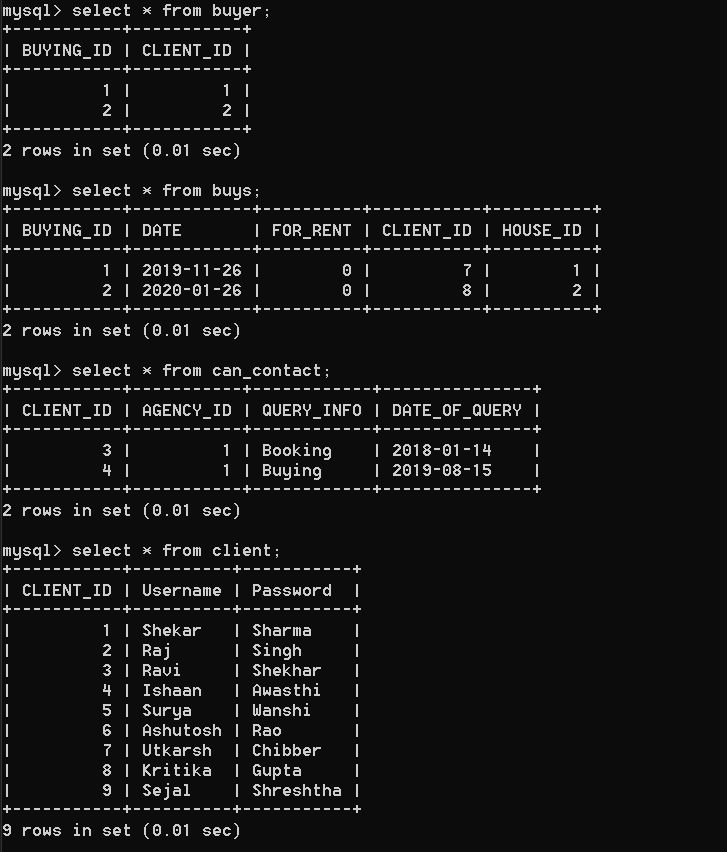 mysql> select * from buyer;
+-----------+-----------+
| BUYING_ID | CLIENT_ID |
+-----------+-----------+
|         1 |         1 |
|         2 |         2 |
+-----------+-----------+
2 rows in set (0.01 sec)
mysql> select * from buys;
+-----------+------------+----------+-----------+----------+
| BUYING_ID | DATE       | FOR_RENT | CLIENT_ID | HOUSE_ID |
+-----------+------------+----------+-----------+----------+
|         1 | 2019-11-26 |        0 |         7 |        1 |
|         2 | 2020-01-26 |        0 |         8 |        2 |
+-----------+------------+----------+-----------+----------+
2 rows in set (0.01 sec)
mysql> select * from can_contact;
+-----------+-----------+------------+---------------+
| CLIENT_ID | AGENCY_ID | QUERY_INFO | DATE_OF_QUERY |
+-----------+-----------+------------+---------------+
|         3 |         1 | Booking    | 2018-01-14    |
|         4 |         1 | Buying     | 2019-08-15    |
+-----------+-----------+------------+---------------+
2 rows in set (0.01 sec)
mysql> select * from client;
+-----------+----------+-----------+
| CLIENT_ID | Username | Password  |
+-----------+----------+-----------+
|         1 | Shekar   | Sharma    |
|         2 | Raj      | Singh     |
|         3 | Ravi     | Shekhar   |
|         4 | Ishaan   | Awasthi   |
|         5 | Surya    | Wanshi    |
|         6 | Ashutosh | Rao       |
|         7 | Utkarsh  | Chibber   |
|         8 | Kritika  | Gupta     |
|         9 | Sejal    | Shreshtha |
+-----------+----------+-----------+
9 rows in set (0.01 sec)